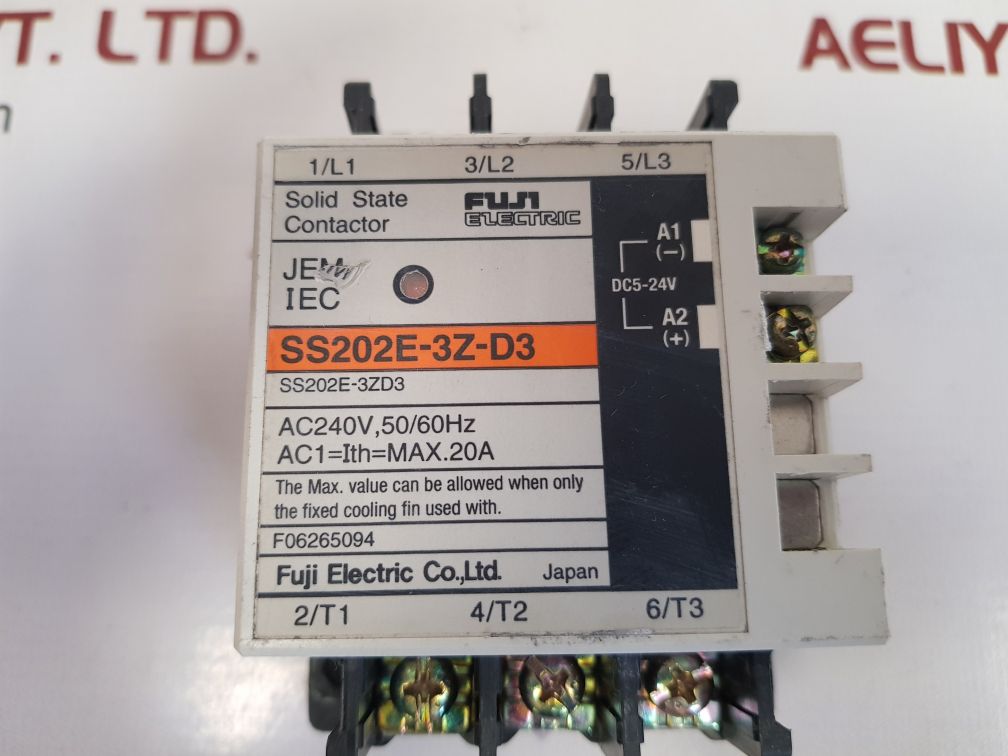 T. LTD.
AELIY
1/L1 3/L2 5/L3
Solid State
Contactor
FUJI
ELECTRIC
A1
(−)
DC5-24V
A2
(+)
JEM
IEC
SS202E-3Z-D3
SS202E-3ZD3
AC240V,50/60Hz
AC1=Ith=MAX.20A
The Max. value can be allowed when only
the fixed cooling fin used with.
F06265094
Fuji Electric Co.,Ltd. Japan
2/T1 4/T2 6/T3